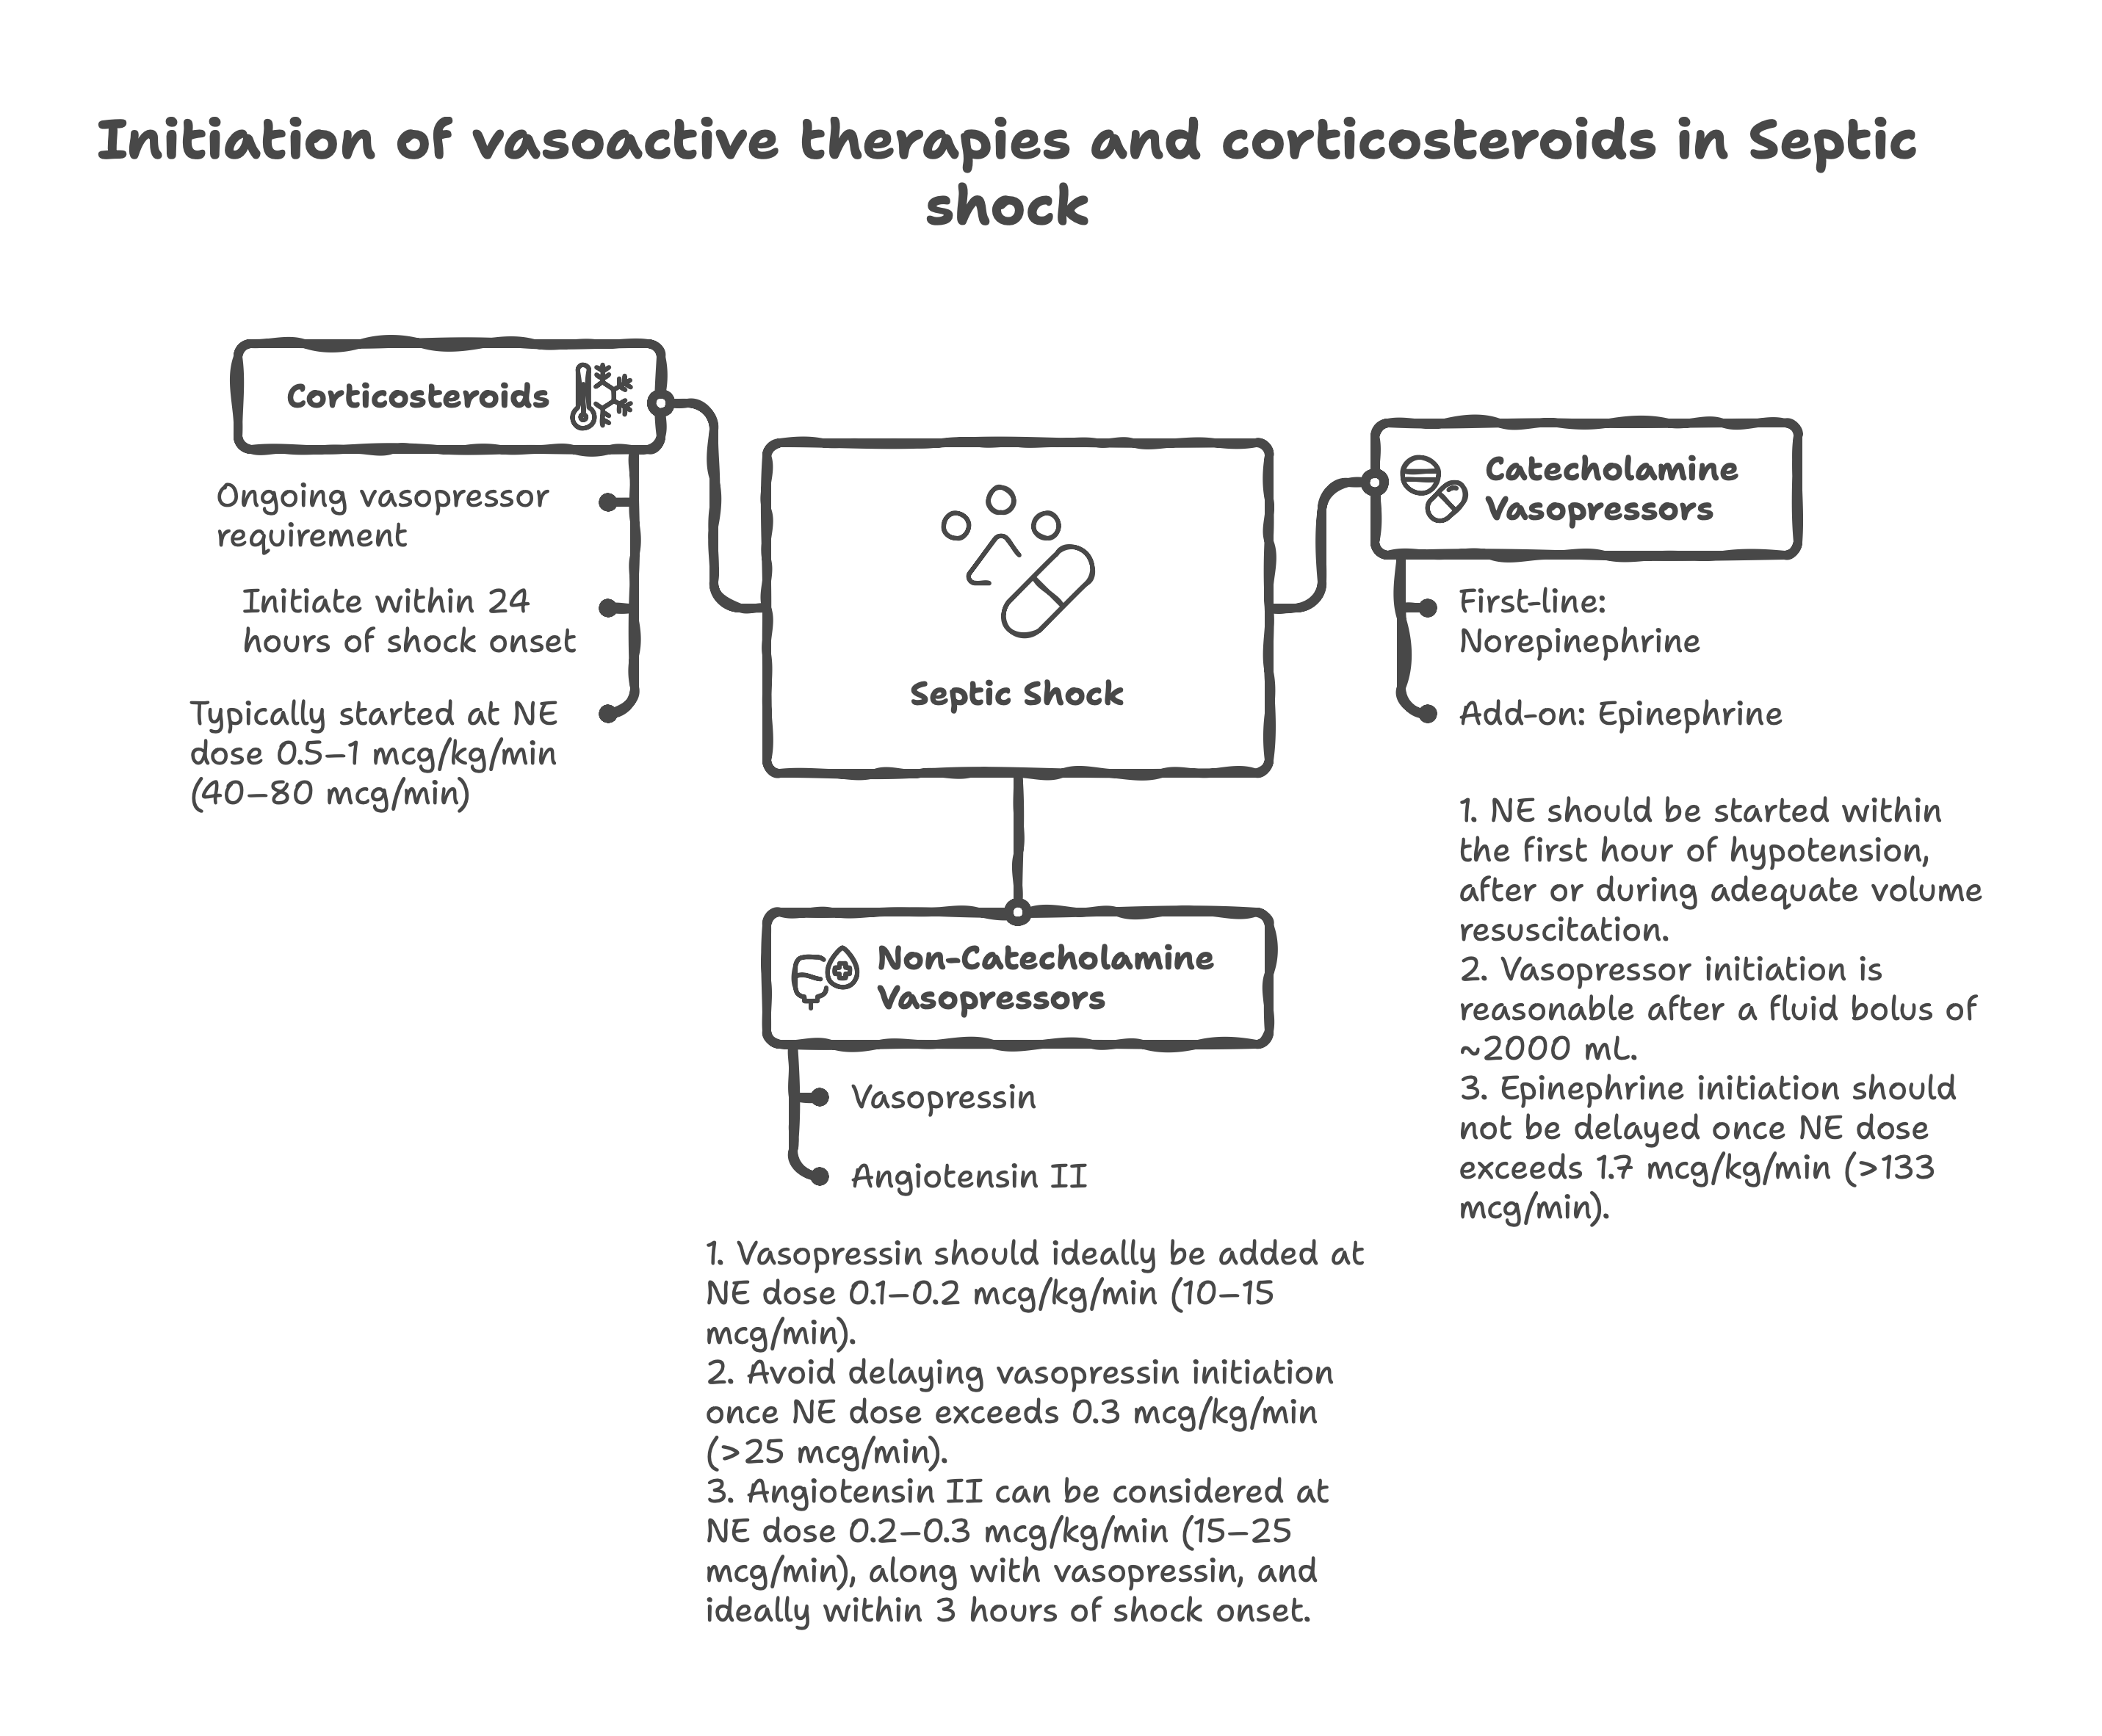 Initiation of vasoactive therapies and corticosteroids in Septic
shock
Corticosteroids
Ongoing vasopressor
requirement
Initiate within 24
hours of shock onset
Typically started at NE
dose 0.5–1 mcg/kg/min
(40–80 mcg/min)
Septic Shock
Catecholamine
Vasopressors
First-line:
Norepinephrine
Add-on: Epinephrine
1. NE should be started within
the first hour of hypotension,
after or during adequate volume
resuscitation.
2. Vasopressor initiation is
reasonable after a fluid bolus of
~2000 mL.
3. Epinephrine initiation should
not be delayed once NE dose
exceeds 1.7 mcg/kg/min (>133
mcg/min).
Non-Catecholamine
Vasopressors
Vasopressin
Angiotensin II
1. Vasopressin should ideally be added at
NE dose 0.1–0.2 mcg/kg/min (10–15
mcg/min).
2. Avoid delaying vasopressin initiation
once NE dose exceeds 0.3 mcg/kg/min
(>25 mcg/min).
3. Angiotensin II can be considered at
NE dose 0.2–0.3 mcg/kg/min (15–25
mcg/min), along with vasopressin, and
ideally within 3 hours of shock onset.